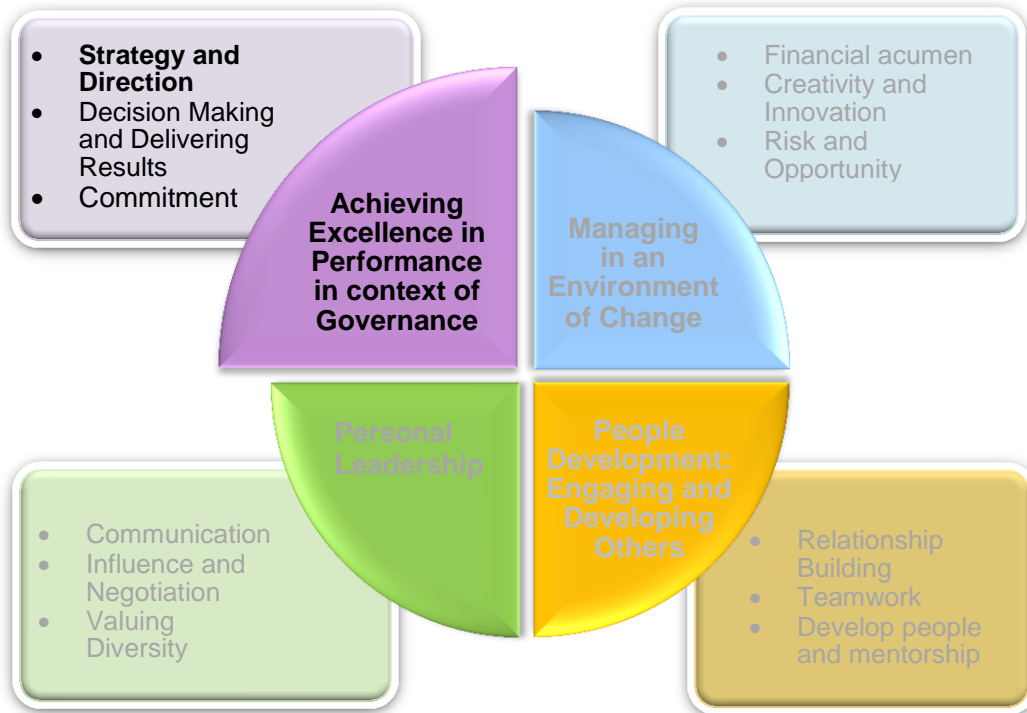 • Strategy and
Direction
• Decision Making
and Delivering
Results
• Commitment
• Financial acumen
• Creativity and
Innovation
• Risk and
Opportunity
Achieving
Excellence in
Performance
in context of
Governance
Managing
in an
Environment
of Change
Personal
Leadership
People
Development:
Engaging and
Developing
Others
• Communication
• Influence and
Negotiation
• Valuing
Diversity
• Relationship
Building
• Teamwork
• Develop people
and mentorship